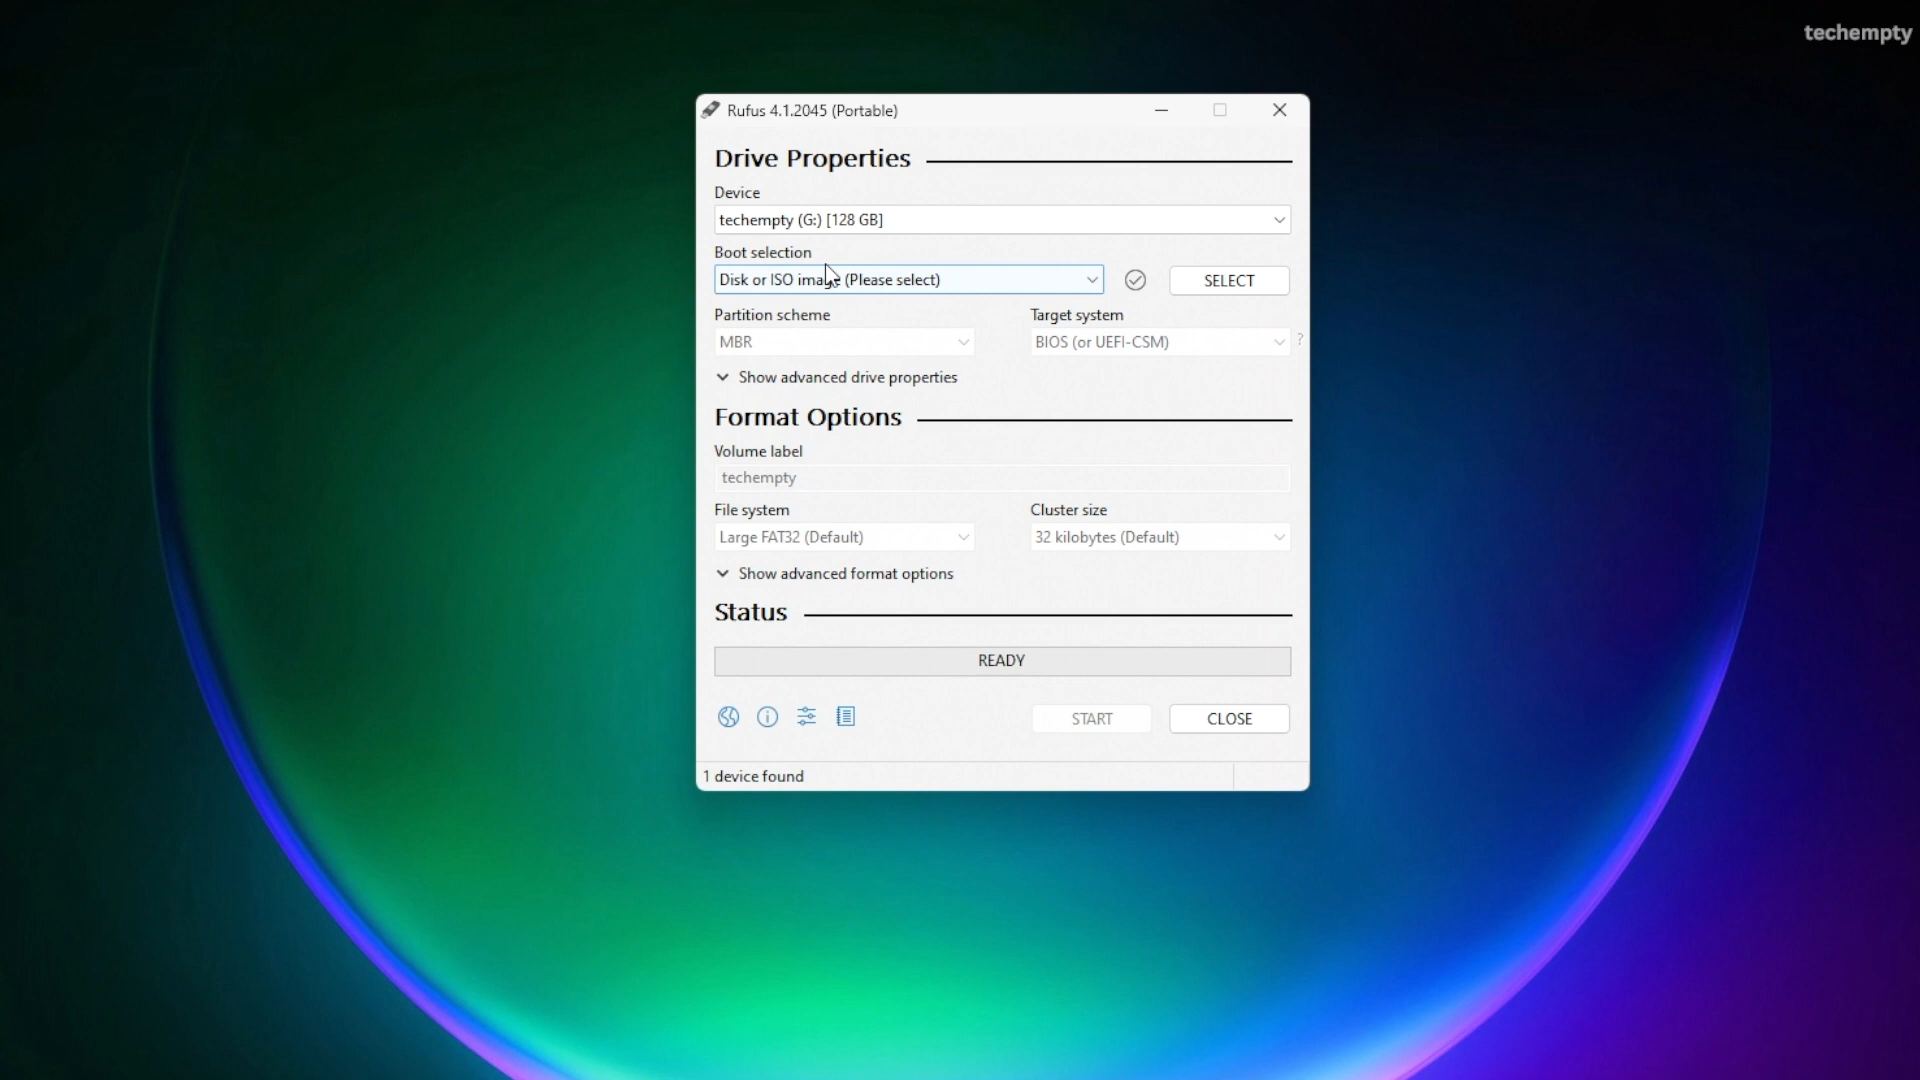 techempty
Rufus 4.1.2045 (Portable)
Drive Properties
Device
techempty (G:) [128 GB]
Boot selection
Disk or ISO image (Please select)
SELECT
Partition scheme
Target system
MBR
BIOS (or UEFI-CSM)
?
Show advanced drive properties
Format Options
Volume label
techempty
File system
Cluster size
Large FAT32 (Default)
32 kilobytes (Default)
Show advanced format options
Status
READY
START
CLOSE
1 device found